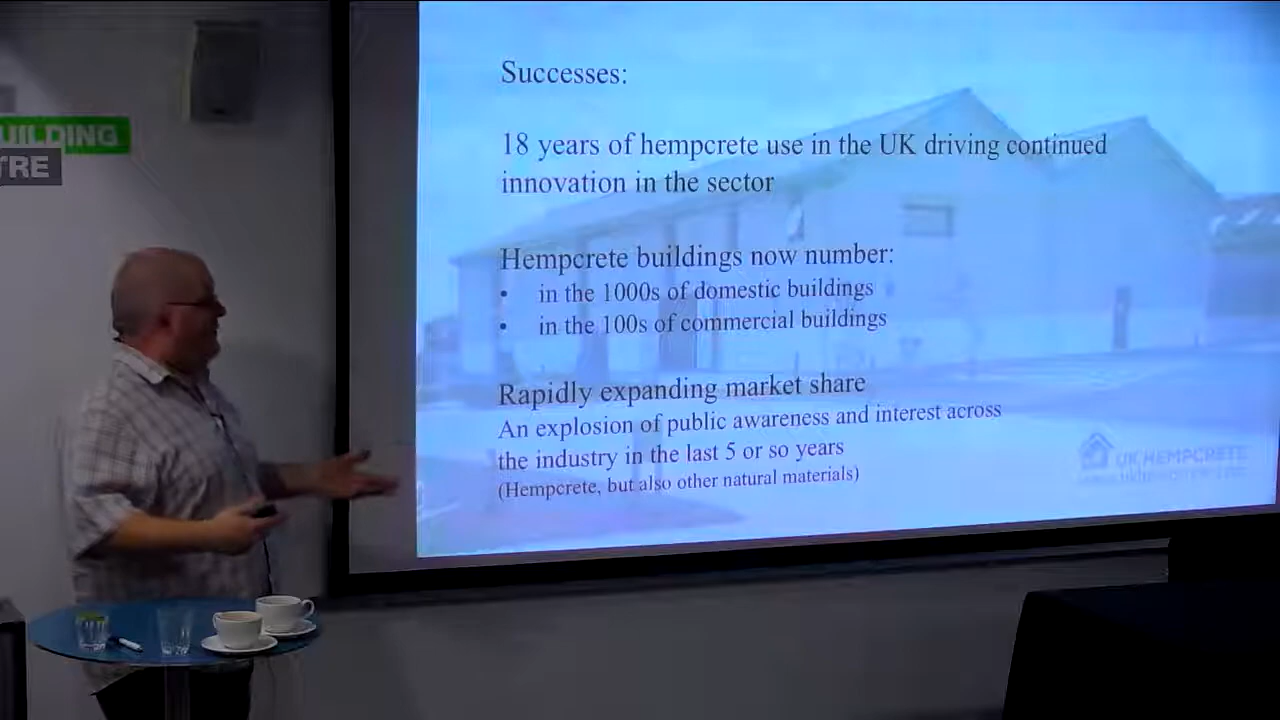 UILDING
TRE
Successes:
18 years of hempcrete use in the UK driving continued
innovation in the sector
Hempcrete buildings now number:
• in the 1000s of domestic buildings
• in the 100s of commercial buildings
Rapidly expanding market share
An explosion of public awareness and interest across
the industry in the last 5 or so years
(Hempcrete, but also other natural materials)
UK HEMPCRETE